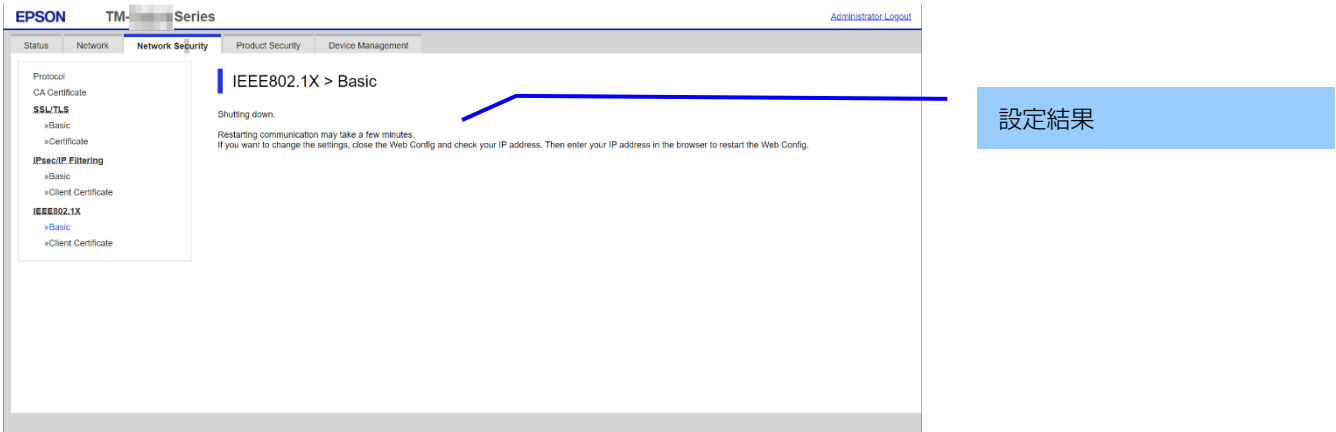 EPSON TM- Series
Administrator Logout
Status Network Network Security Product Security Device Management
Protocol
CA Certificate
SSL/TLS
»Basic
»Certificate
IPsec/IP Filtering
»Basic
»Client Certificate
IEEE802.1X
»Basic
»Client Certificate
IEEE802.1X > Basic
Shutting down.
Restarting communication may take a few minutes.
If you want to change the settings, close the Web Config and check your IP address. Then enter your IP address in the browser to restart the Web Config.
設定結果